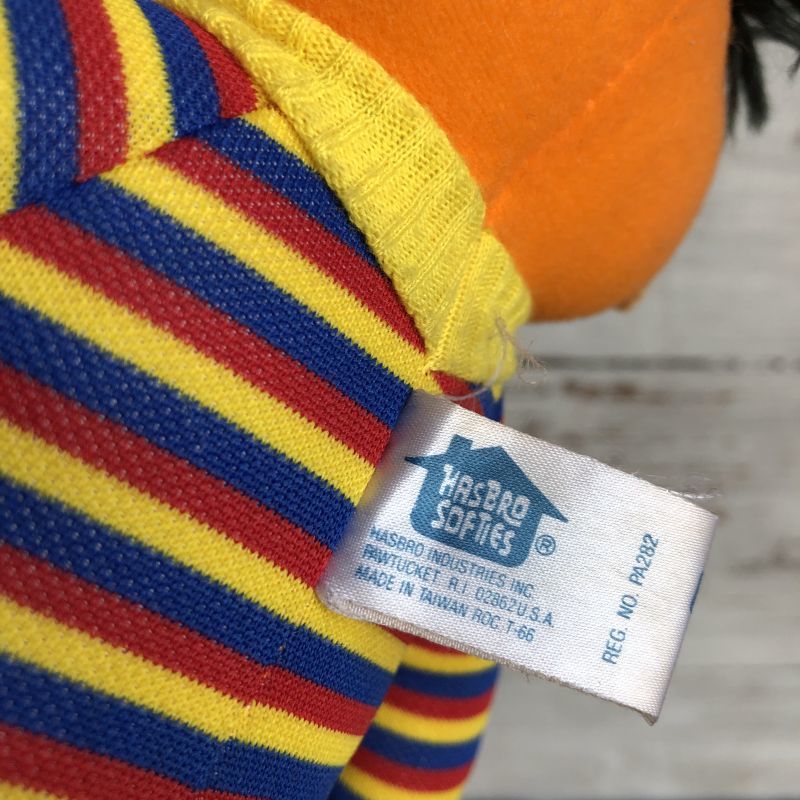 HASBRO
SOFTIES
®
HASBRO INDUSTRIES INC.
PAWTUCKET R.I. 02862 U.S.A.
MADE IN TAIWAN ROC T-66
REG. NO. PA282